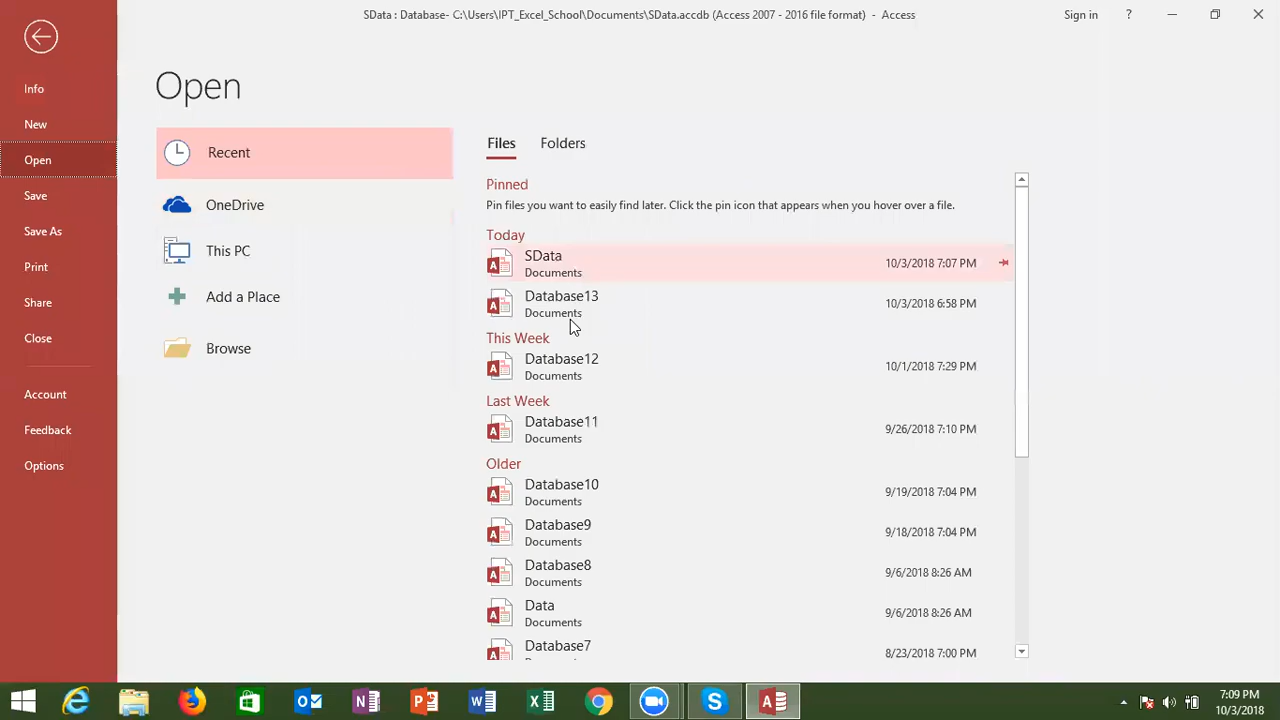 SData : Database- C:\Users\IPT_Excel_School\Documents\SData.accdb (Access 2007 - 2016 file format) - Access
Sign in
?
Info
New
Open
Save
Save As
Print
Share
Close
Account
Feedback
Options
Open
Recent
OneDrive
This PC
Add a Place
Browse
Files Folders
Pinned
Pin files you want to easily find later. Click the pin icon that appears when you hover over a file.
Today
SData
Documents
10/3/2018 7:07 PM
Database13
Documents
10/3/2018 6:58 PM
This Week
Database12
Documents
10/1/2018 7:29 PM
Last Week
Database11
Documents
9/26/2018 7:10 PM
Older
Database10
Documents
9/19/2018 7:04 PM
Database9
Documents
9/18/2018 7:04 PM
Database8
Documents
9/6/2018 8:26 AM
Data
Documents
9/6/2018 8:26 AM
Database7
8/23/2018 7:00 PM
7:09 PM
10/3/2018